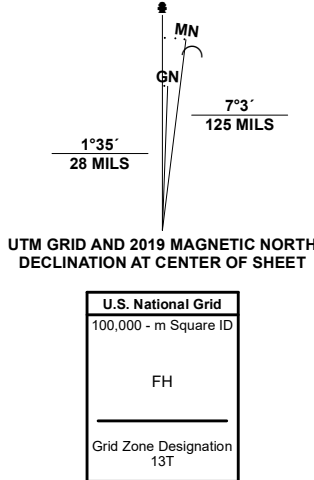 MN
GN
7°3´
125 MILS
1°35´
28 MILS
UTM GRID AND 2019 MAGNETIC NORTH
DECLINATION AT CENTER OF SHEET
U.S. National Grid
100,000 - m Square ID
FH
Grid Zone Designation
13T